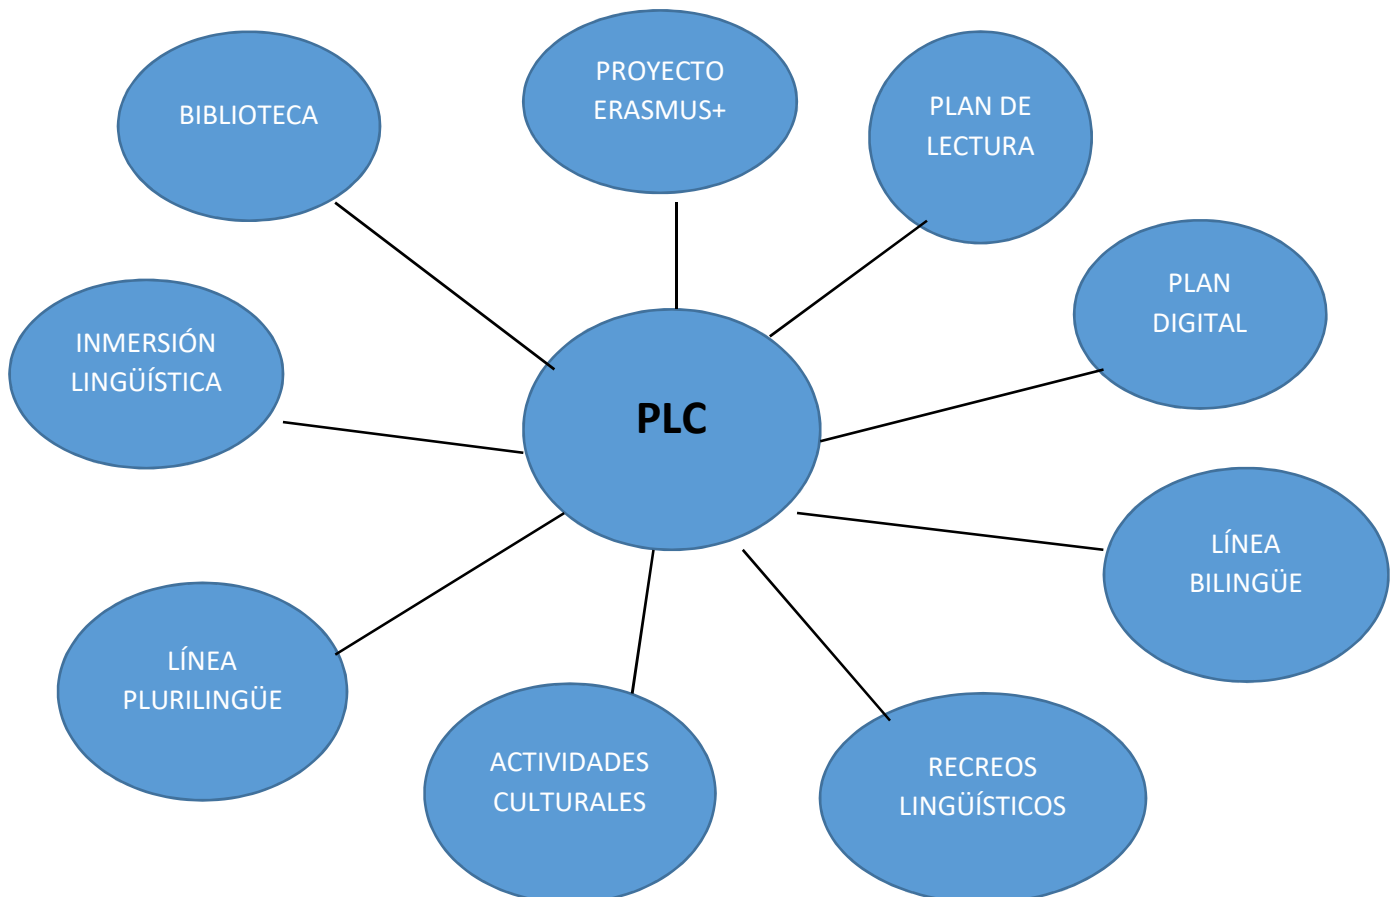 PROYECTO
ERASMUS+
BIBLIOTECA
PLAN DE
LECTURA
PLAN
DIGITAL
INMERSIÓN
LINGÜÍSTICA
PLC
LÍNEA
BILINGÜE
LÍNEA
PLURILINGÜE
ACTIVIDADES
CULTURALES
RECREOS
LINGÜÍSTICOS